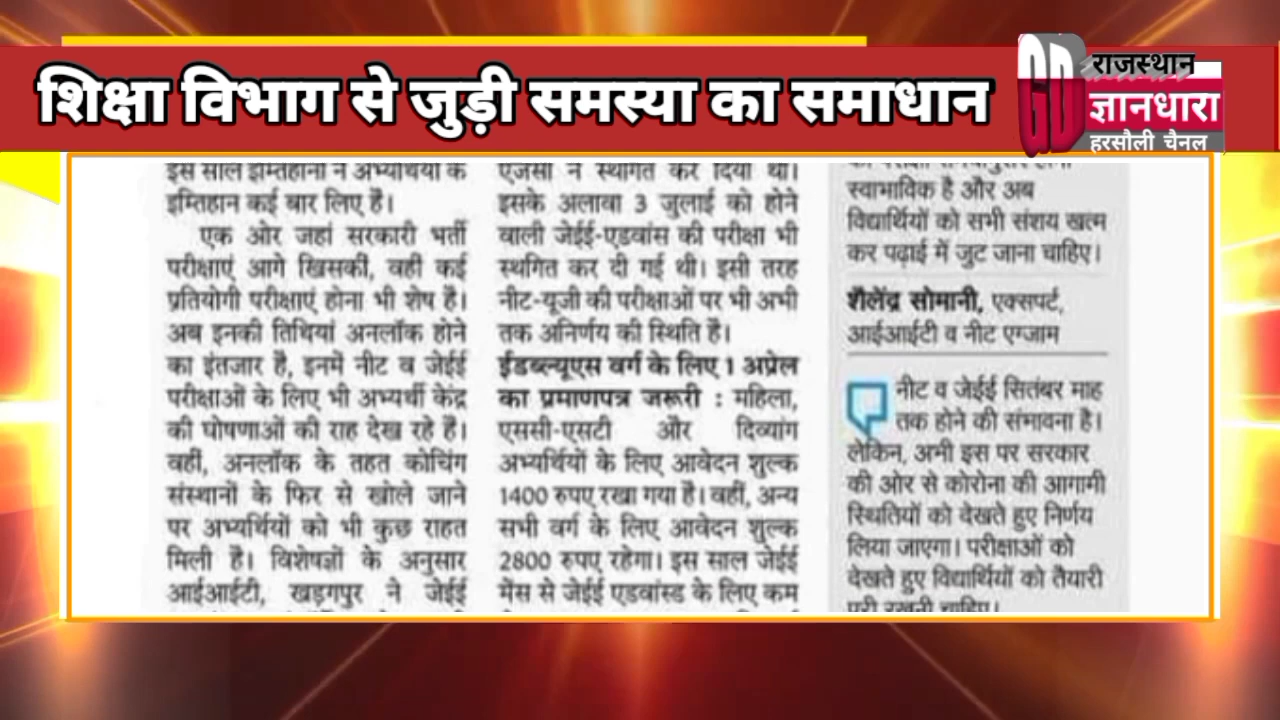 शिक्षा विभाग से जुड़ी समस्या का समाधान
GD
राजस्थान
ज्ञानधारा
हरसौली चैनल
इस साल इम्तिहानों ने अभ्यर्थियों के
इम्तिहान कई बार लिए है।
एक ओर जहां सरकारी भर्ती
परीक्षाएं आगे खिसकीं, वहीं कई
प्रतियोगी परीक्षाएं होना भी शेष है।
अब इनकी तिथियां अनलॉक होने
का इंतजार है, इनमें नीट व जेईई
परीक्षाओं के लिए भी अभ्यर्थी केंद्र
की घोषणाओं की राह देख रहे है।
वहीं, अनलॉक के तहत कोचिंग
संस्थानों के फिर से खोले जाने
पर अभ्यर्थियों को भी कुछ राहत
मिली है। विशेषज्ञों के अनुसार
आईआईटी, खड़गपुर ने जेईई
एजेंसी ने स्थगित कर दिया था।
इसके अलावा 3 जुलाई को होने
वाली जेईई-एडवांस की परीक्षा भी
स्थगित कर दी गई थी। इसी तरह
नीट-यूजी की परीक्षाओं पर भी अभी
तक अनिर्णय की स्थिति है।
ईडब्ल्यूएस वर्ग के लिए 1 अप्रेल
का प्रमाणपत्र जरूरी : महिला,
एससी-एसटी और दिव्यांग
अभ्यर्थियों के लिए आवेदन शुल्क
1400 रुपए रखा गया है। वहीं, अन्य
सभी वर्ग के लिए आवेदन शुल्क
2800 रुपए रहेगा। इस साल जेईई
मेंस से जेईई एडवांस्ड के लिए कम
स्वाभाविक है और अब
विद्यार्थियों को सभी संशय खत्म
कर पढ़ाई में जुट जाना चाहिए।
शैलेंद्र सोमानी, एक्सपर्ट,
आईआईटी व नीट एग्जाम
नीट व जेईई सितंबर माह
तक होने की संभावना है।
लेकिन, अभी इस पर सरकार
की ओर से कोरोना की आगामी
स्थितियों को देखते हुए निर्णय
लिया जाएगा। परीक्षाओं को
देखते हुए विद्यार्थियों को तैयारी
पूरी रखनी चाहिए।